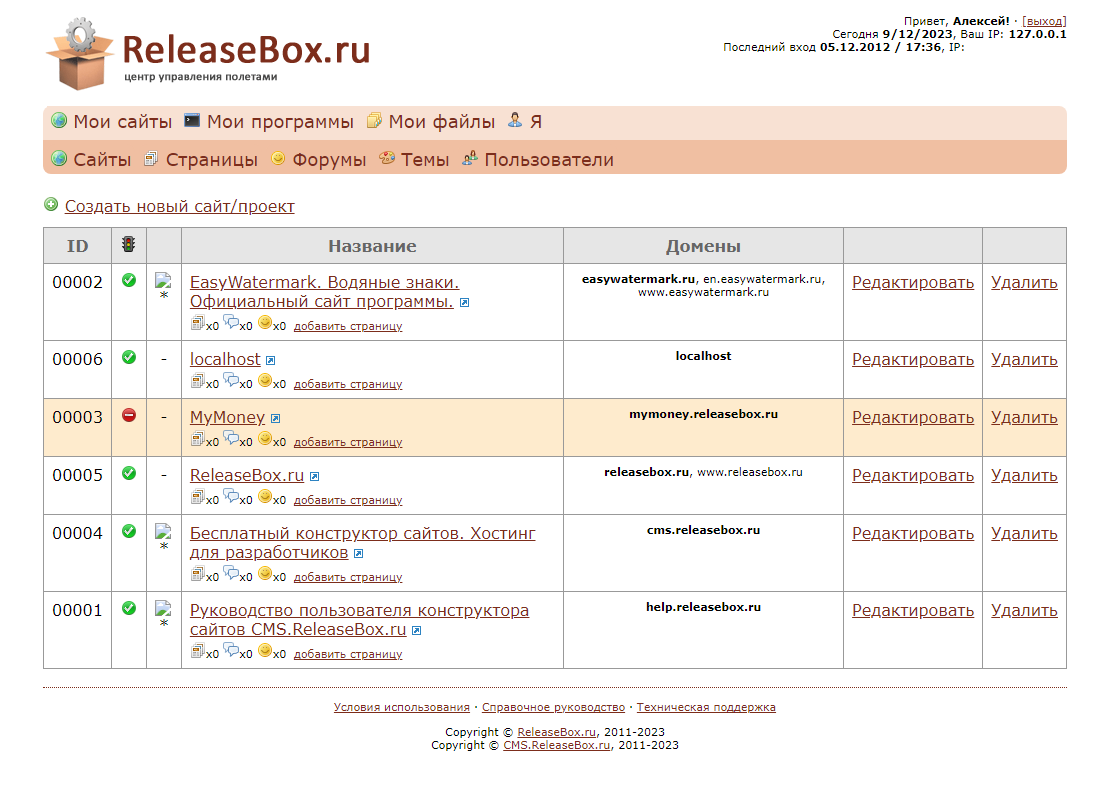 ReleaseBox.ru
центр управления полетами
Привет, Алексей! · [выход]
Сегодня 9/12/2023, Ваш IP: 127.0.0.1
Последний вход 05.12.2012 / 17:36, IP:
Мои сайты Мои программы Мои файлы Я
Сайты Страницы Форумы Темы Пользователи
Создать новый сайт/проект
ID Название Домены
00002 * EasyWatermark. Водяные знаки. Официальный сайт программы. easywatermark.ru, en.easywatermark.ru, www.easywatermark.ru Редактировать Удалить
x0 x0 x0 добавить страницу
00006 - localhost localhost Редактировать Удалить
x0 x0 x0 добавить страницу
00003 - MyMoney mymoney.releasebox.ru Редактировать Удалить
x0 x0 x0 добавить страницу
00005 - ReleaseBox.ru releasebox.ru, www.releasebox.ru Редактировать Удалить
x0 x0 x0 добавить страницу
00004 * Бесплатный конструктор сайтов. Хостинг для разработчиков cms.releasebox.ru Редактировать Удалить
x0 x0 x0 добавить страницу
00001 * Руководство пользователя конструктора сайтов CMS.ReleaseBox.ru help.releasebox.ru Редактировать Удалить
x0 x0 x0 добавить страницу
Условия использования · Справочное руководство · Техническая поддержка
Copyright © ReleaseBox.ru, 2011-2023
Copyright © CMS.ReleaseBox.ru, 2011-2023